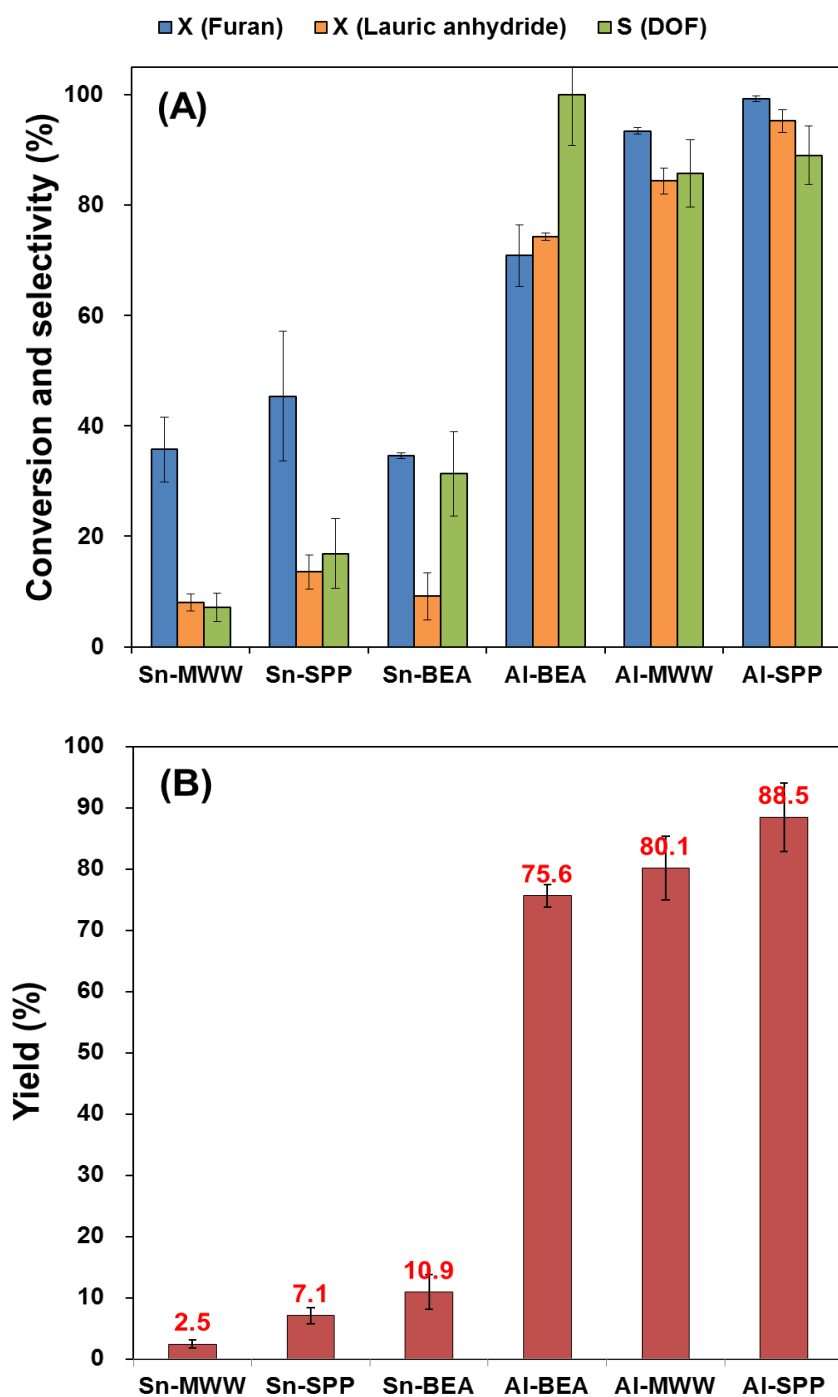 X (Furan) X (Lauric anhydride) S (DOF)
(A)
Conversion and selectivity (%)
100
80
60
40
20
0
Sn-MWW Sn-SPP Sn-BEA Al-BEA Al-MWW Al-SPP
(B)
Yield (%)
100
90
80
70
60
50
40
30
20
10
0
2.5 7.1 10.9 75.6 80.1 88.5
Sn-MWW Sn-SPP Sn-BEA Al-BEA Al-MWW Al-SPP